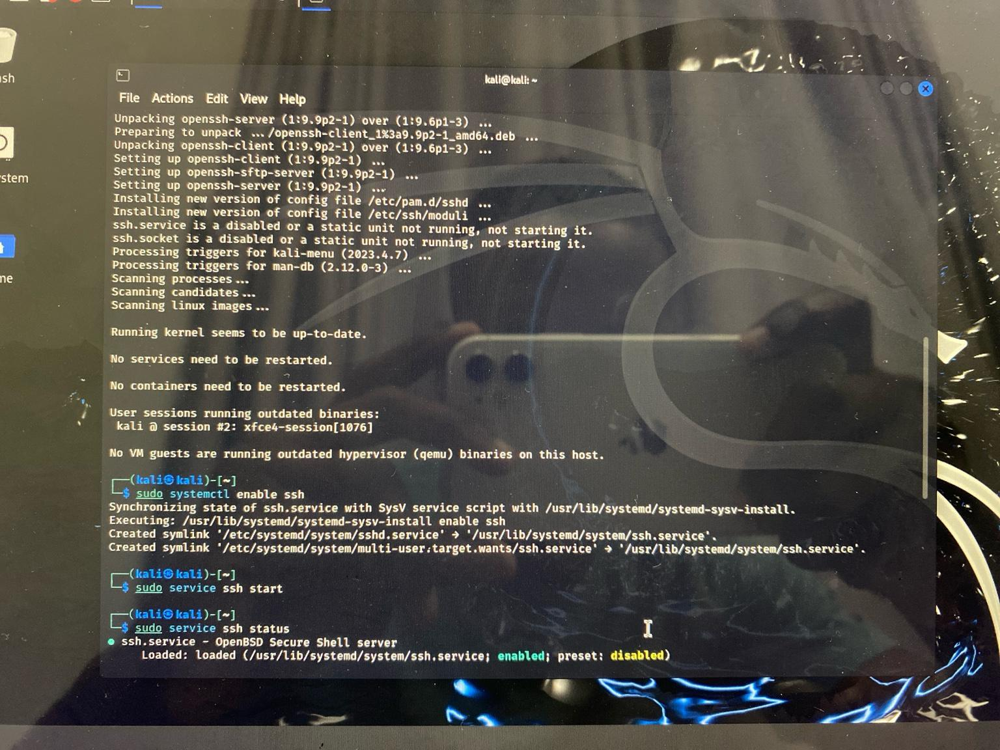 kali@kali: ~
File Actions Edit View Help
Unpacking openssh-server (1:9.9p2-1) over (1:9.6p1-3) ...
Preparing to unpack .../openssh-client_1%3a9.9p2-1_amd64.deb ...
Unpacking openssh-client (1:9.9p2-1) over (1:9.6p1-3) ...
Setting up openssh-client (1:9.9p2-1) ...
Setting up openssh-sftp-server (1:9.9p2-1) ...
Setting up openssh-server (1:9.9p2-1) ...
Installing new version of config file /etc/pam.d/sshd ...
Installing new version of config file /etc/ssh/moduli ...
ssh.service is a disabled or a static unit not running, not starting it.
ssh.socket is a disabled or a static unit not running, not starting it.
Processing triggers for kali-menu (2023.4.7) ...
Processing triggers for man-db (2.12.0-3) ...
Scanning processes...
Scanning candidates...
Scanning linux images...
Running kernel seems to be up-to-date.
No services need to be restarted.
No containers need to be restarted.
User sessions running outdated binaries:
kali @ session #2: xfce4-session[1076]
No VM guests are running outdated hypervisor (qemu) binaries on this host.
┌──(kali㉿kali)-[~]
└─$ sudo systemctl enable ssh
Synchronizing state of ssh.service with SysV service script with /usr/lib/systemd/systemd-sysv-install.
Executing: /usr/lib/systemd/systemd-sysv-install enable ssh
Created symlink '/etc/systemd/system/sshd.service' → '/usr/lib/systemd/system/ssh.service'.
Created symlink '/etc/systemd/system/multi-user.target.wants/ssh.service' → '/usr/lib/systemd/system/ssh.service'.
┌──(kali㉿kali)-[~]
└─$ sudo service ssh start
┌──(kali㉿kali)-[~]
└─$ sudo service ssh status
● ssh.service - OpenBSD Secure Shell server
Loaded: loaded (/usr/lib/systemd/system/ssh.service; enabled; preset: disabled)